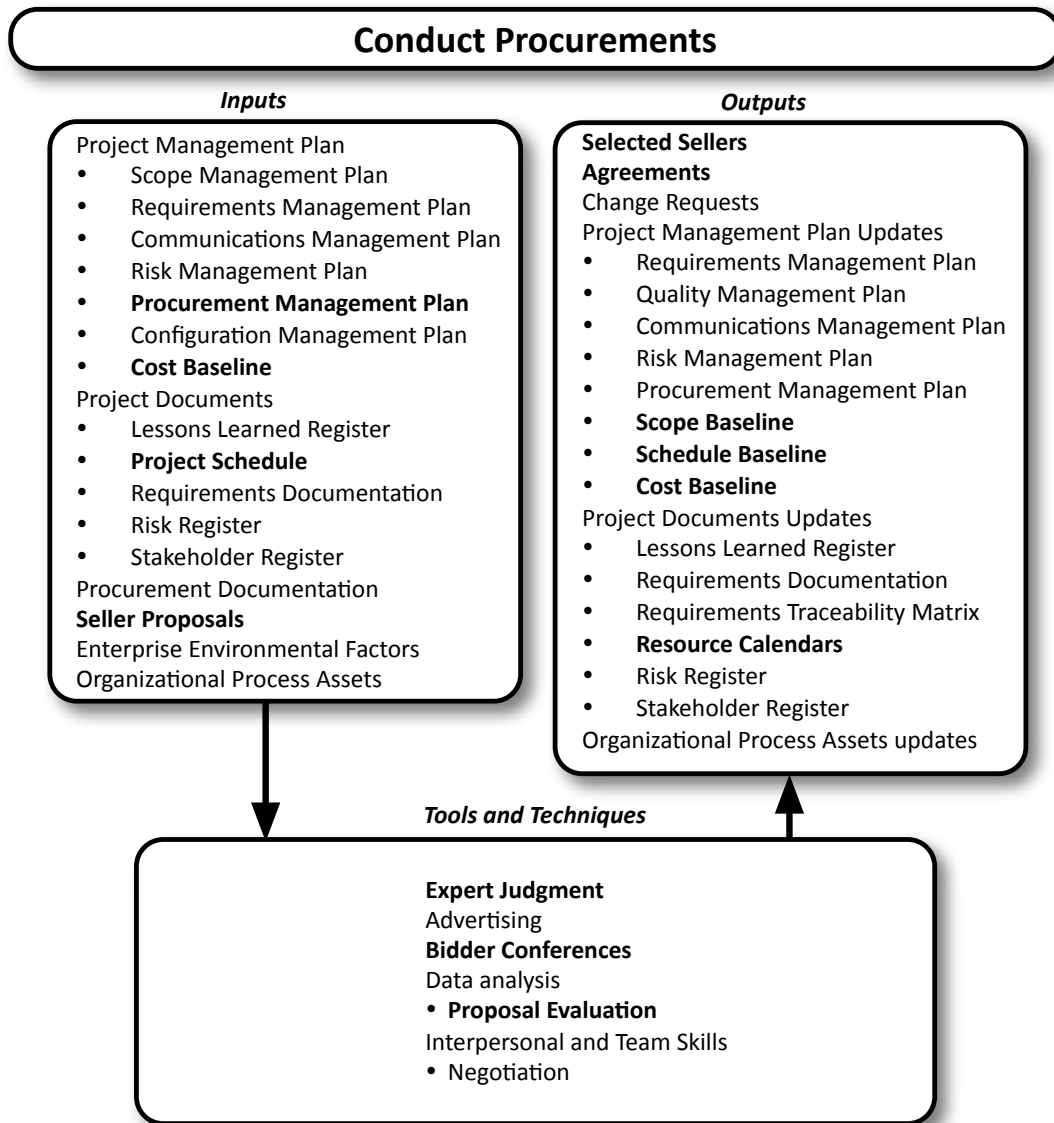 Conduct Procurements
Inputs
Project Management Plan
• Scope Management Plan
• Requirements Management Plan
• Communications Management Plan
• Risk Management Plan
• Procurement Management Plan
• Configuration Management Plan
• Cost Baseline
Project Documents
• Lessons Learned Register
• Project Schedule
• Requirements Documentation
• Risk Register
• Stakeholder Register
Procurement Documentation
Seller Proposals
Enterprise Environmental Factors
Organizational Process Assets
Outputs
Selected Sellers
Agreements
Change Requests
Project Management Plan Updates
• Requirements Management Plan
• Quality Management Plan
• Communications Management Plan
• Risk Management Plan
• Procurement Management Plan
• Scope Baseline
• Schedule Baseline
• Cost Baseline
Project Documents Updates
• Lessons Learned Register
• Requirements Documentation
• Requirements Traceability Matrix
• Resource Calendars
• Risk Register
• Stakeholder Register
Organizational Process Assets updates
Tools and Techniques
Expert Judgment
Advertising
Bidder Conferences
Data analysis
• Proposal Evaluation
Interpersonal and Team Skills
• Negotiation